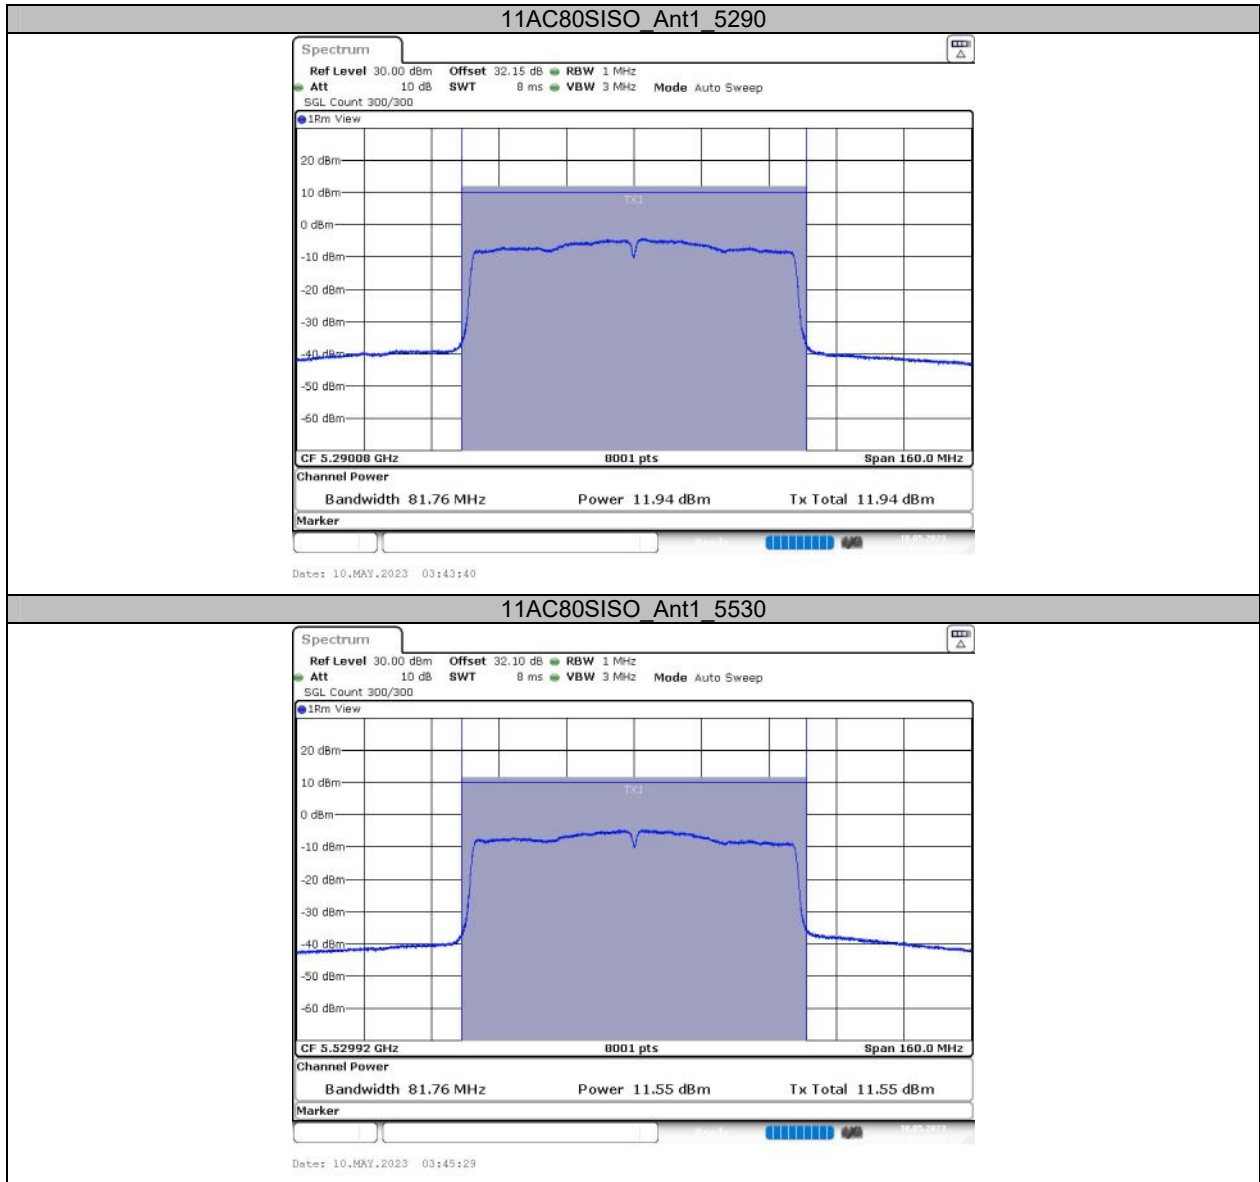 11AC80SISO_Ant1_5290
Spectrum
Ref Level 30.00 dBm Offset 32.15 dB RBW 1 MHz
Att 10 dB SWT 8 ms VBW 3 MHz Mode Auto Sweep
SGL Count 300/300
1Rm View
20 dBm
10 dBm
TX1
0 dBm
-10 dBm
-20 dBm
-30 dBm
-40 dBm
-50 dBm
-60 dBm
CF 5.29008 GHz 8001 pts Span 160.0 MHz
Channel Power
Bandwidth 81.76 MHz Power 11.94 dBm Tx Total 11.94 dBm
Marker
Date: 10.MAY.2023 03:43:40
11AC80SISO_Ant1_5530
Spectrum
Ref Level 30.00 dBm Offset 32.10 dB RBW 1 MHz
Att 10 dB SWT 8 ms VBW 3 MHz Mode Auto Sweep
SGL Count 300/300
1Rm View
20 dBm
10 dBm
TX1
0 dBm
-10 dBm
-20 dBm
-30 dBm
-40 dBm
-50 dBm
-60 dBm
CF 5.52992 GHz 8001 pts Span 160.0 MHz
Channel Power
Bandwidth 81.76 MHz Power 11.55 dBm Tx Total 11.55 dBm
Marker
Date: 10.MAY.2023 03:45:29